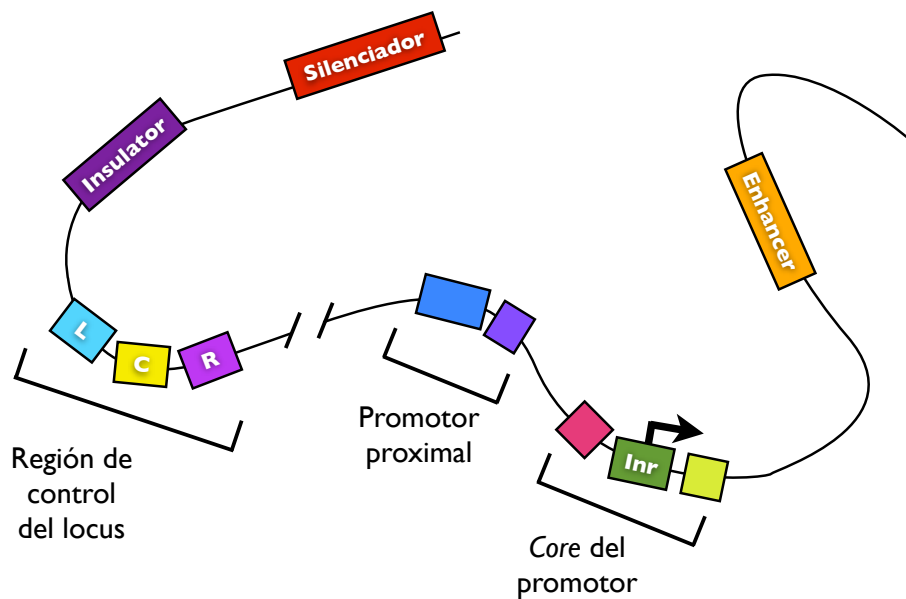 Silenciador
Insulator
Enhancer
L
C
R
Promotor
proximal
Inr
Región de
control
del locus
Core del
promotor